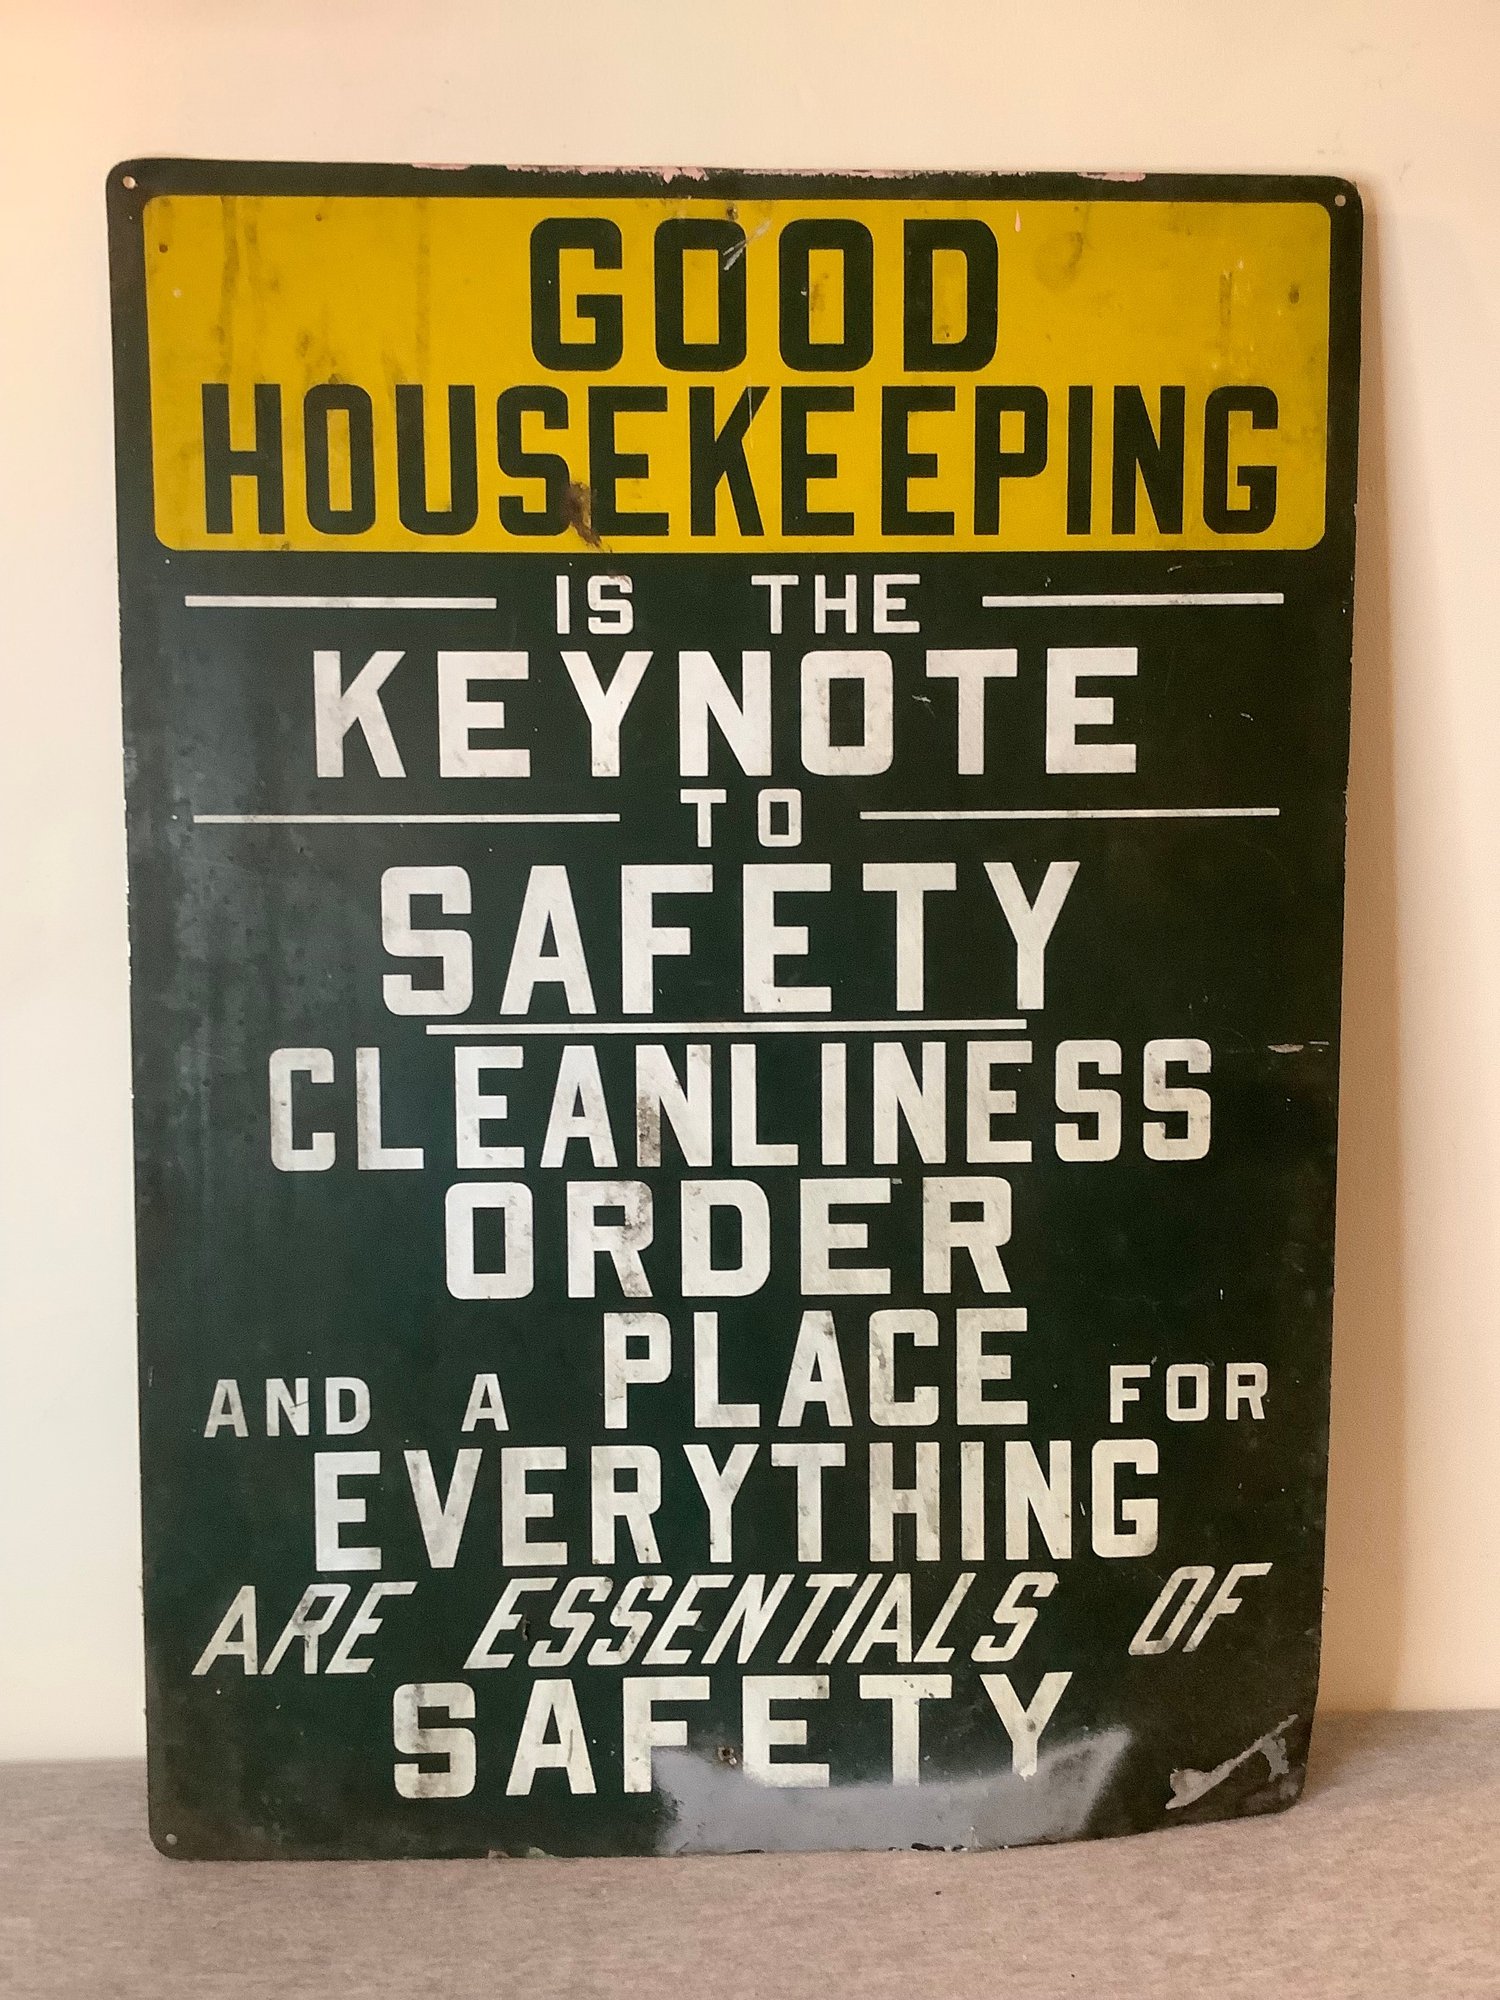 GOOD
HOUSEKEEPING
IS THE
KEYNOTE
TO
SAFETY
CLEANLINESS
ORDER
AND A PLACE FOR
EVERYTHING
ARE ESSENTIALS OF
SAFETY